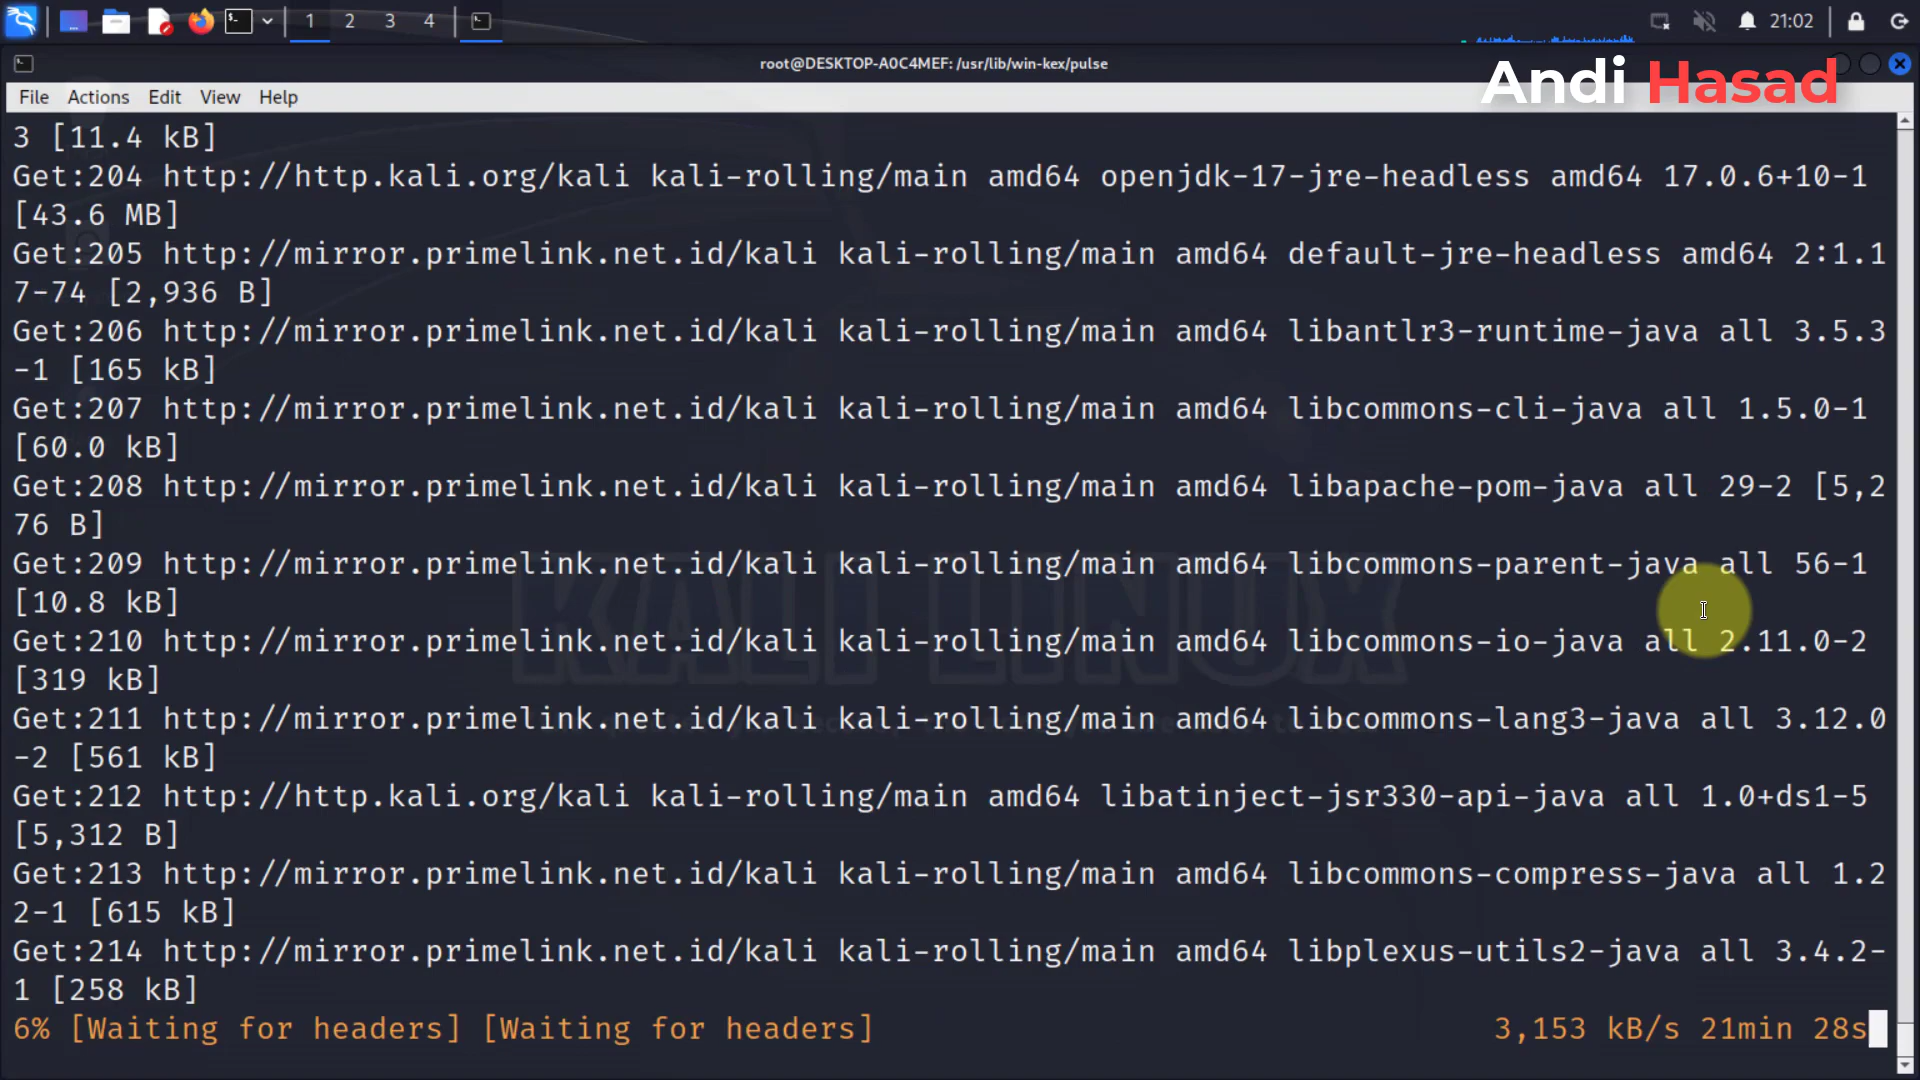 1 2 3 4
21:02
root@DESKTOP-A0C4MEF: /usr/lib/win-kex/pulse
Andi Hasad
File Actions Edit View Help
3 [11.4 kB]
Get:204 http://http.kali.org/kali kali-rolling/main amd64 openjdk-17-jre-headless amd64 17.0.6+10-1
[43.6 MB]
Get:205 http://mirror.primelink.net.id/kali kali-rolling/main amd64 default-jre-headless amd64 2:1.1
7-74 [2,936 B]
Get:206 http://mirror.primelink.net.id/kali kali-rolling/main amd64 libantlr3-runtime-java all 3.5.3
-1 [165 kB]
Get:207 http://mirror.primelink.net.id/kali kali-rolling/main amd64 libcommons-cli-java all 1.5.0-1
[60.0 kB]
Get:208 http://mirror.primelink.net.id/kali kali-rolling/main amd64 libapache-pom-java all 29-2 [5,2
76 B]
Get:209 http://mirror.primelink.net.id/kali kali-rolling/main amd64 libcommons-parent-java all 56-1
[10.8 kB]
Get:210 http://mirror.primelink.net.id/kali kali-rolling/main amd64 libcommons-io-java all 2.11.0-2
[319 kB]
Get:211 http://mirror.primelink.net.id/kali kali-rolling/main amd64 libcommons-lang3-java all 3.12.0
-2 [561 kB]
Get:212 http://http.kali.org/kali kali-rolling/main amd64 libatinject-jsr330-api-java all 1.0+ds1-5
[5,312 B]
Get:213 http://mirror.primelink.net.id/kali kali-rolling/main amd64 libcommons-compress-java all 1.2
2-1 [615 kB]
Get:214 http://mirror.primelink.net.id/kali kali-rolling/main amd64 libplexus-utils2-java all 3.4.2-
1 [258 kB]
6% [Waiting for headers] [Waiting for headers] 3,153 kB/s 21min 28s
KALI LINUX